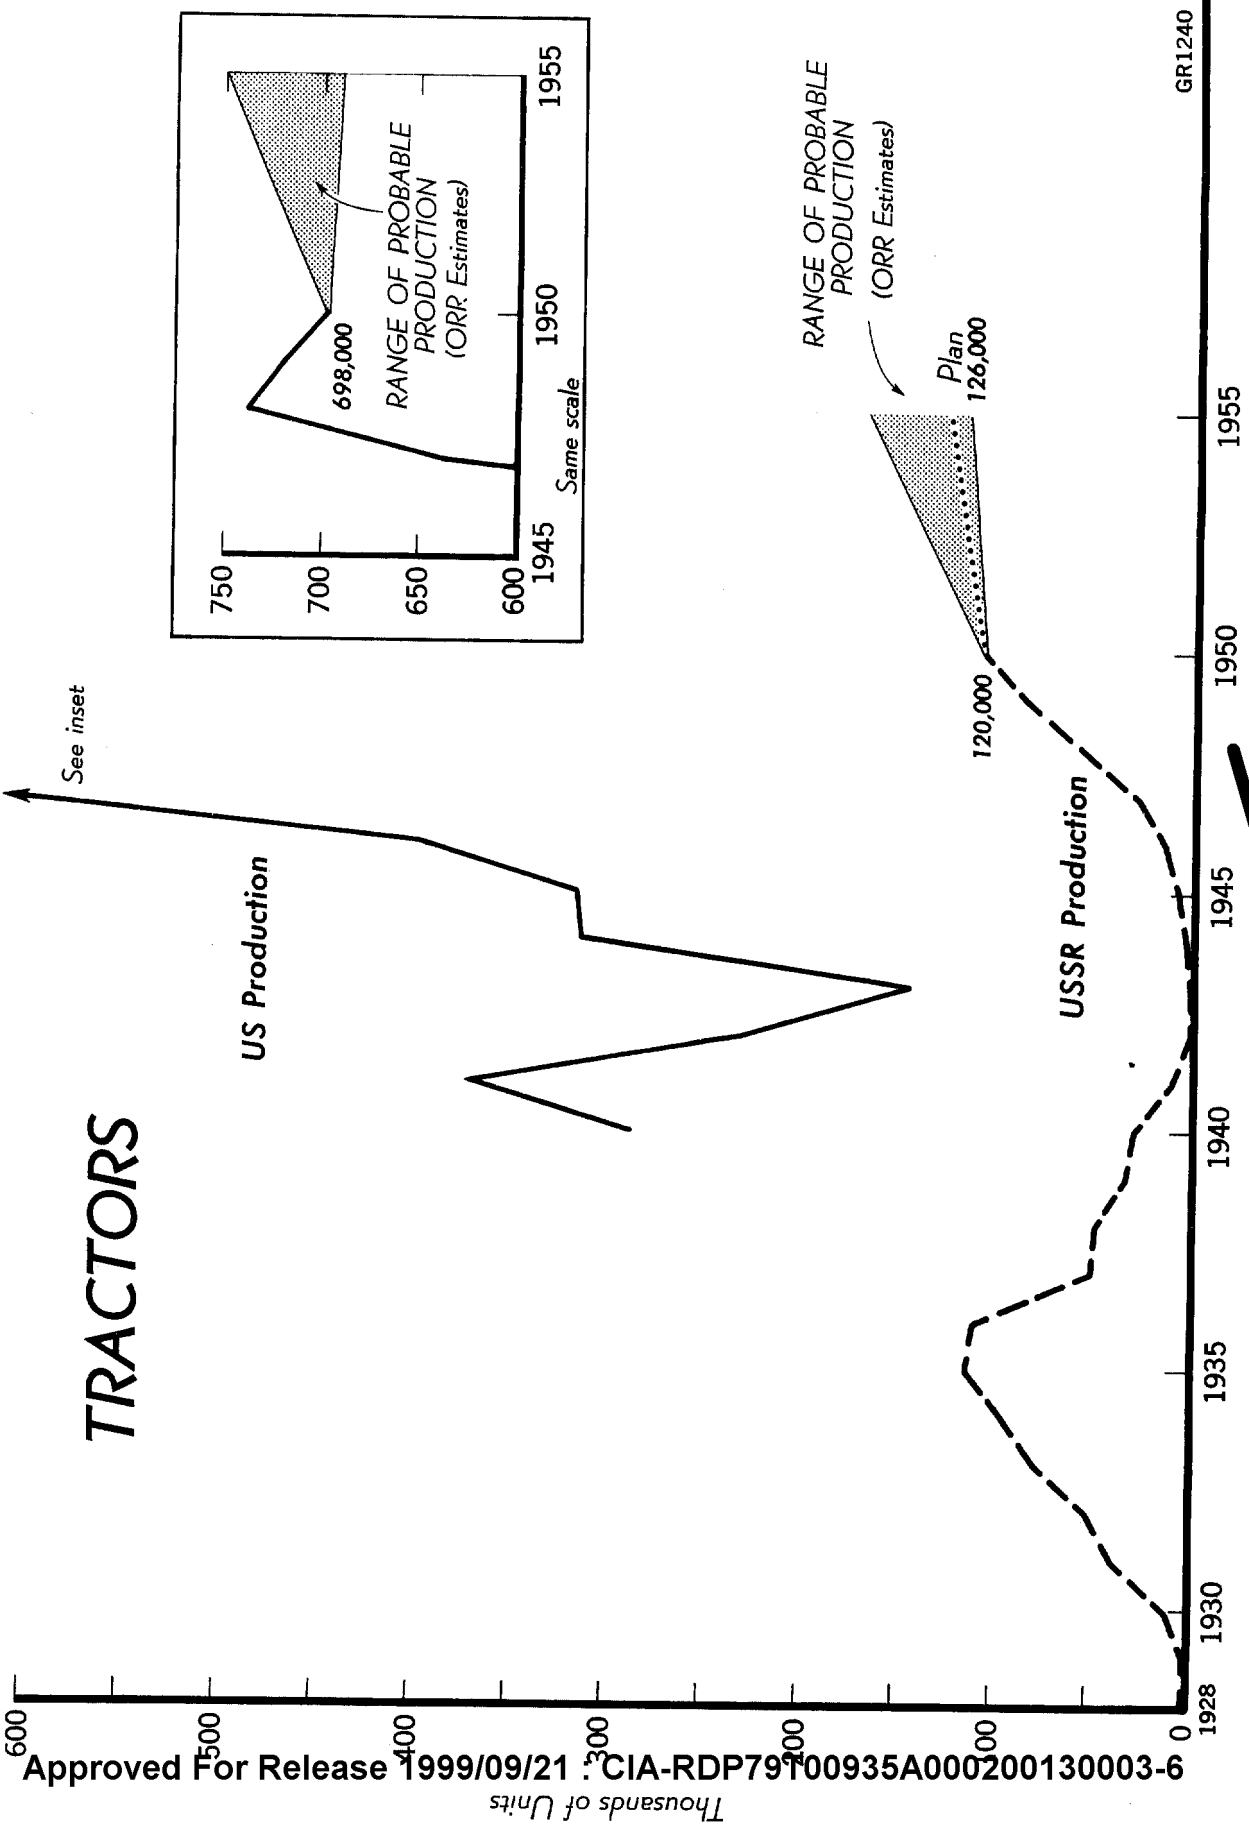 TRACTORS
Thousands of Units
600
500
400
300
200
100
0
US Production
See inset
750
700
650
600
698,000
RANGE OF PROBABLE
PRODUCTION
(ORR Estimates)
1945
1950
1955
Same scale
RANGE OF PROBABLE
PRODUCTION
(ORR Estimates)
Plan
126,000
120,000
USSR Production
1928
1930
1935
1940
1945
1950
1955
GR1240
Approved For Release 1999/09/21 : CIA-RDP79T00935A000200130003-6